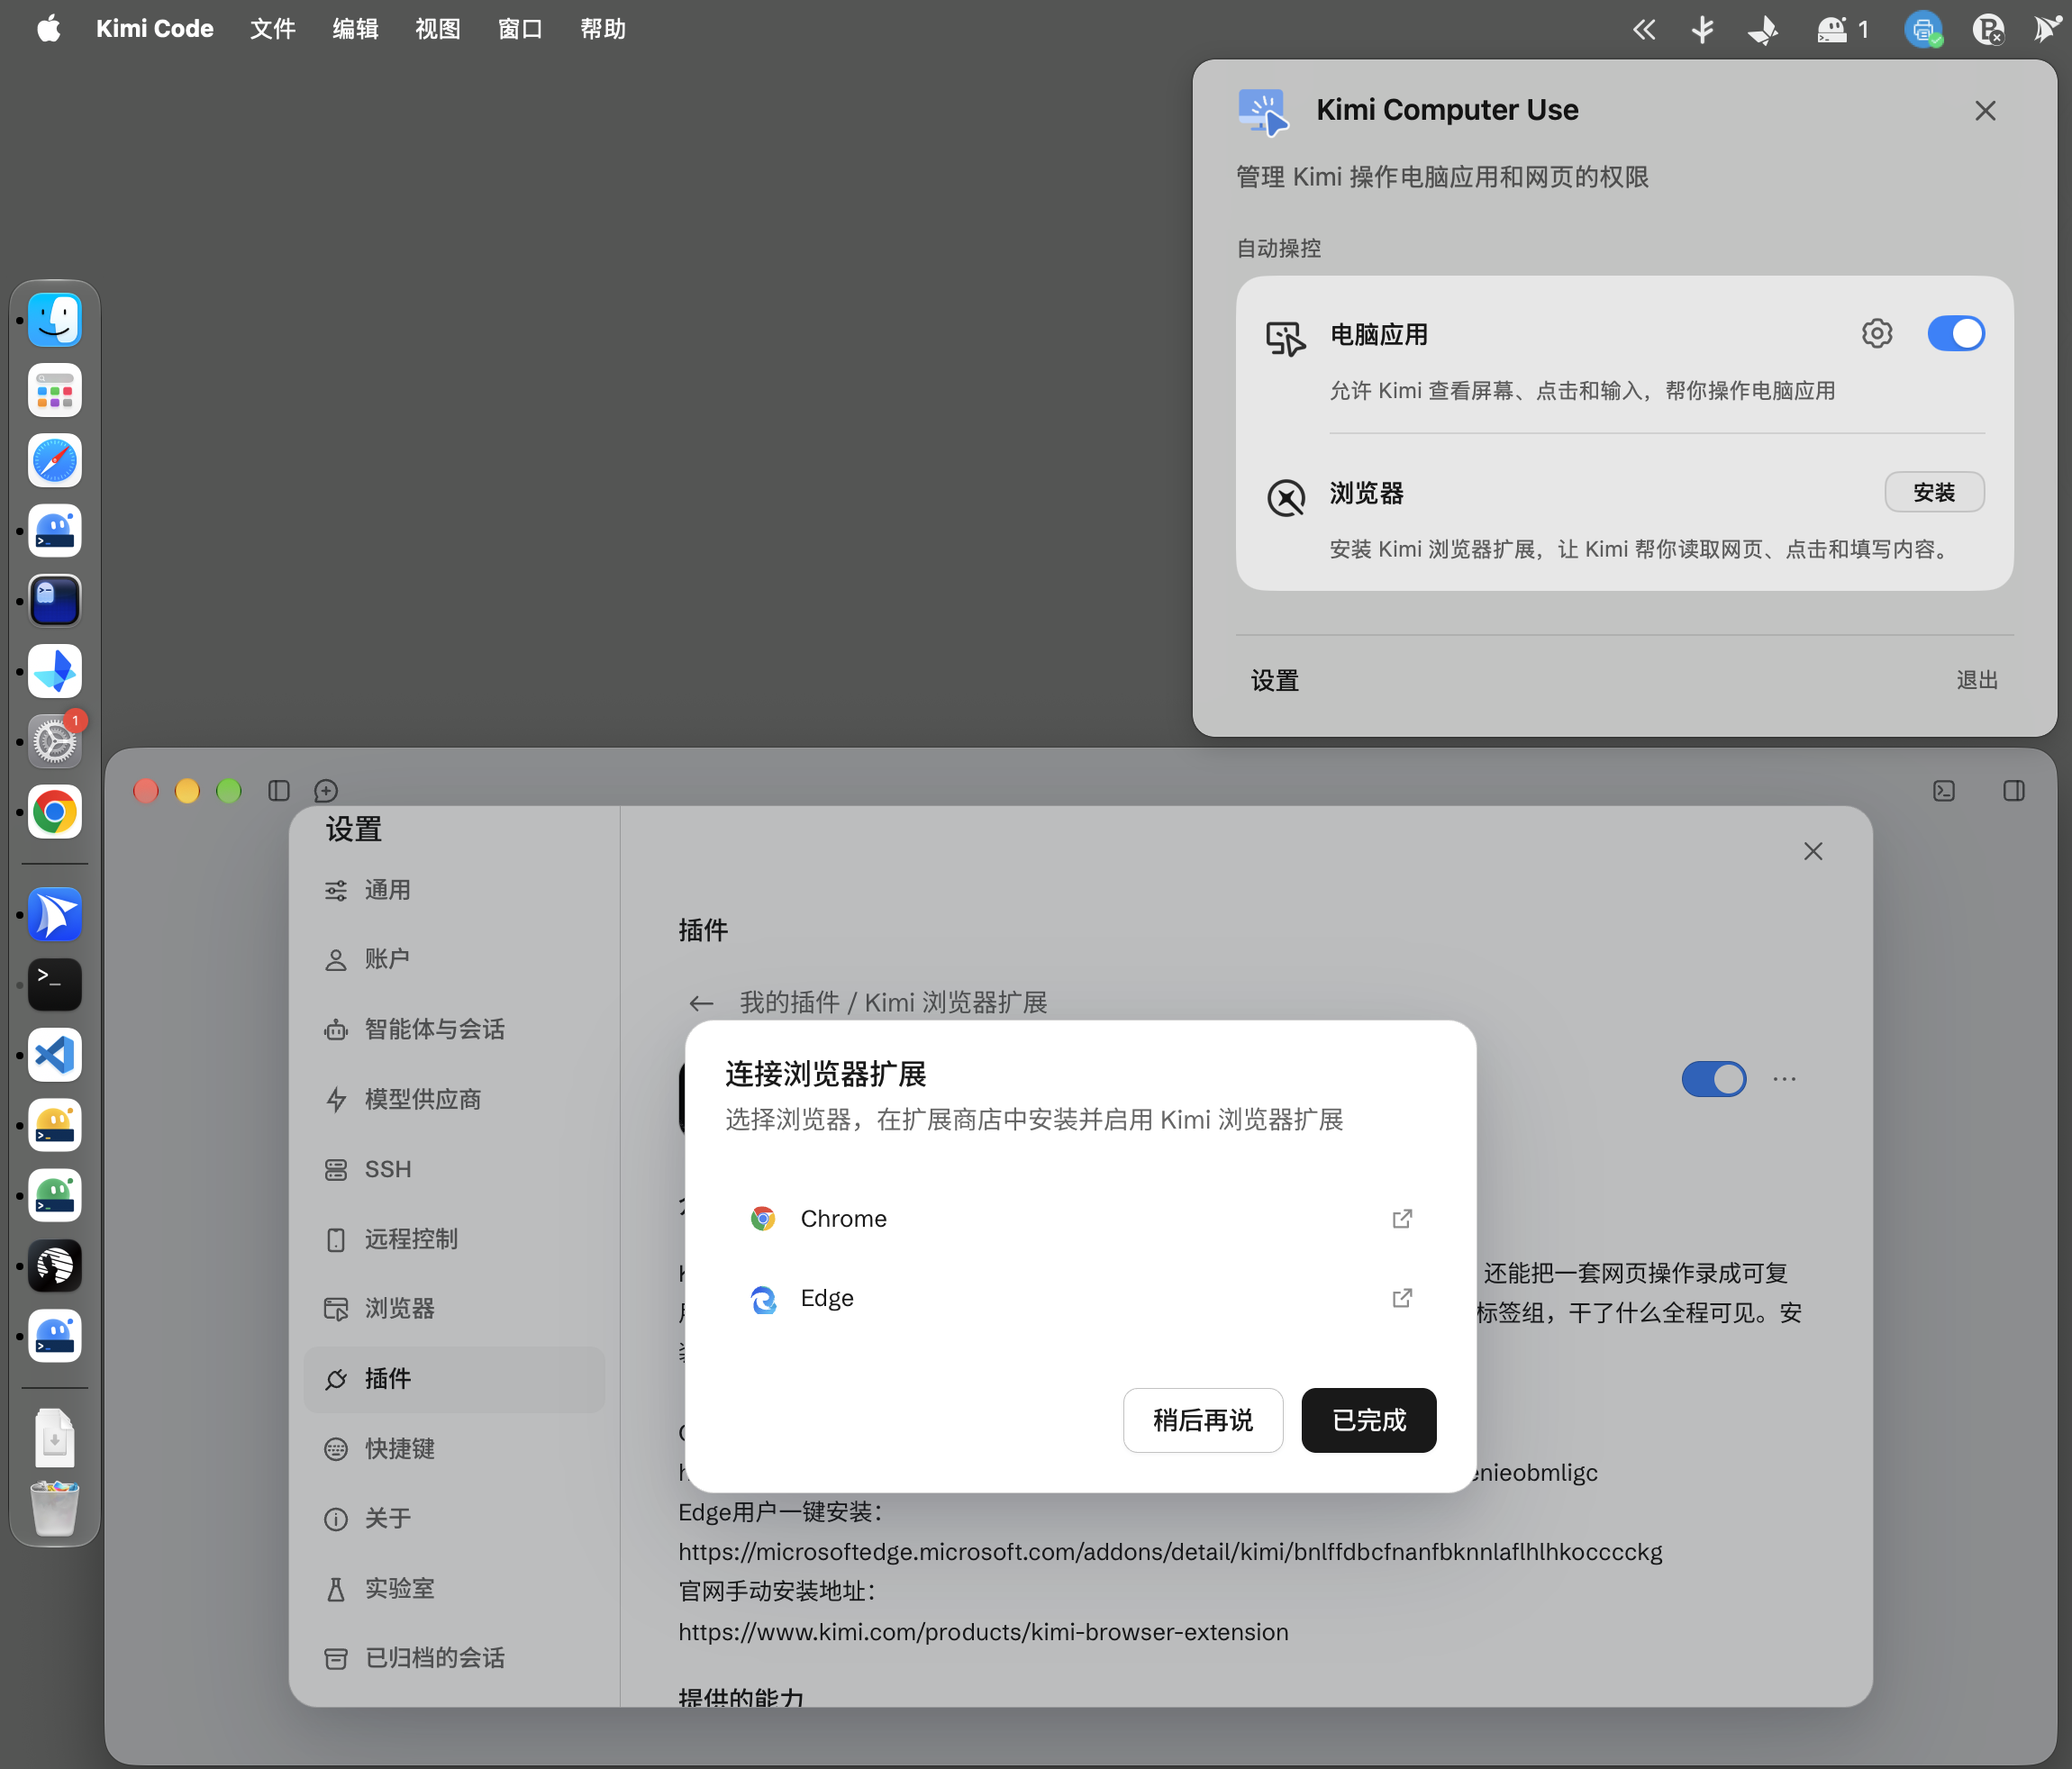 Kimi Code 文件 编辑 视图 窗口 帮助 1
Kimi Computer Use
管理 Kimi 操作电脑应用和网页的权限
自动操控
电脑应用
允许 Kimi 查看屏幕、点击和输入，帮你操作电脑应用
浏览器 安装
安装 Kimi 浏览器扩展，让 Kimi 帮你读取网页、点击和填写内容。
设置 退出
1
设置
通用
账户
智能体与会话
模型供应商
SSH
远程控制
浏览器
插件
快捷键
关于
实验室
已归档的会话
插件
我的插件 / Kimi 浏览器扩展
连接浏览器扩展
选择浏览器，在扩展商店中安装并启用 Kimi 浏览器扩展
Chrome
Edge
稍后再说 已完成
还能把一套网页操作录成可复
标签组，干了什么全程可见。安
enieobmligc
Edge用户一键安装：
https://microsoftedge.microsoft.com/addons/detail/kimi/bnlffdbcfnanfbknnlaflhlhkocccckg
官网手动安装地址：
https://www.kimi.com/products/kimi-browser-extension
提供的能力